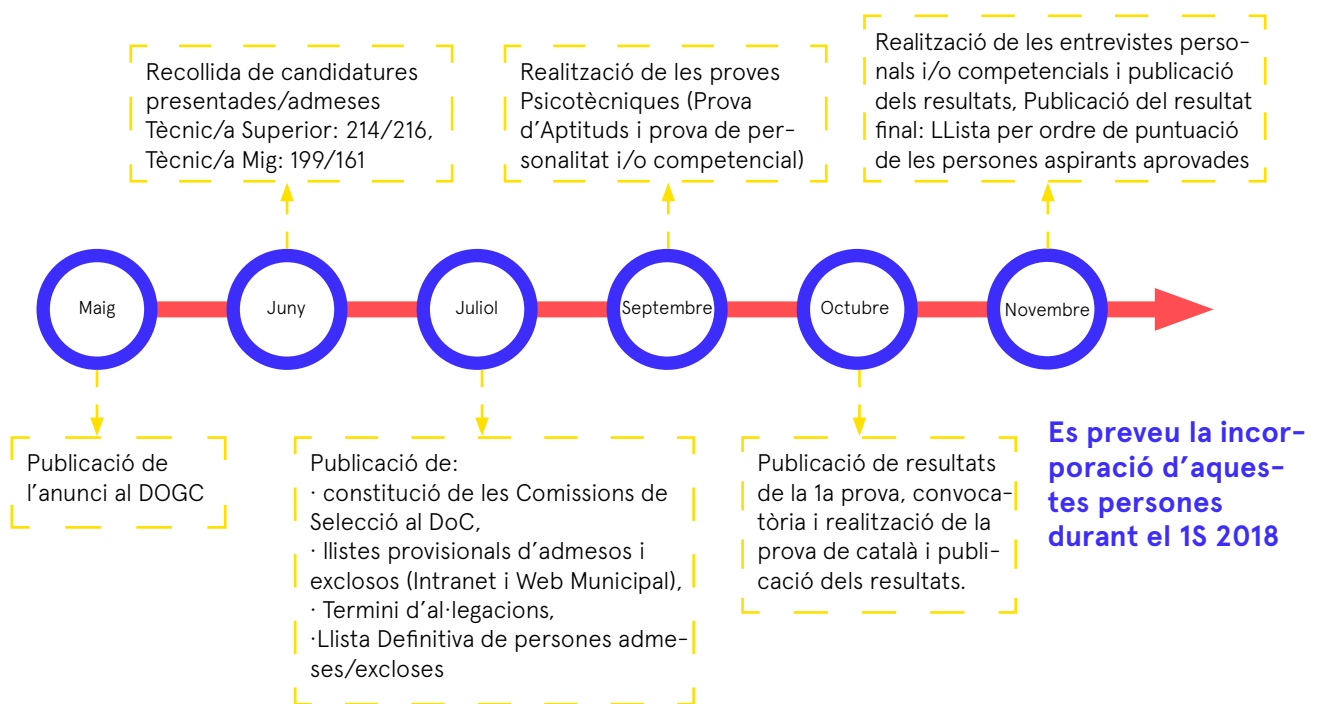 Recollida de candidatures
presentades/admeses
Tècnic/a Superior: 214/216,
Tècnic/a Mig: 199/161
Realització de les proves
Psicotècniques (Prova
d’Aptituds i prova de per-
sonalitat i/o competencial)
Realització de les entrevistes perso-
nals i/o competencials i publicació
dels resultats, Publicació del resultat
final: LLista per ordre de puntuació
de les persones aspirants aprovades
Maig
Juny
Juliol
Septembre
Octubre
Novembre
Publicació de
l’anunci al DOGC
Publicació de:
· constitució de les Comissions de
Selecció al DoC,
· llistes provisionals d’admesos i
exclosos (Intranet i Web Municipal),
· Termini d’al·legacions,
·Llista Definitiva de persones adme-
ses/excloses
Publicació de resultats
de la 1a prova, convoca-
tòria i realització de la
prova de català i publi-
cació dels resultats.
Es preveu la incor-
poració d’aques-
tes persones
durant el 1S 2018